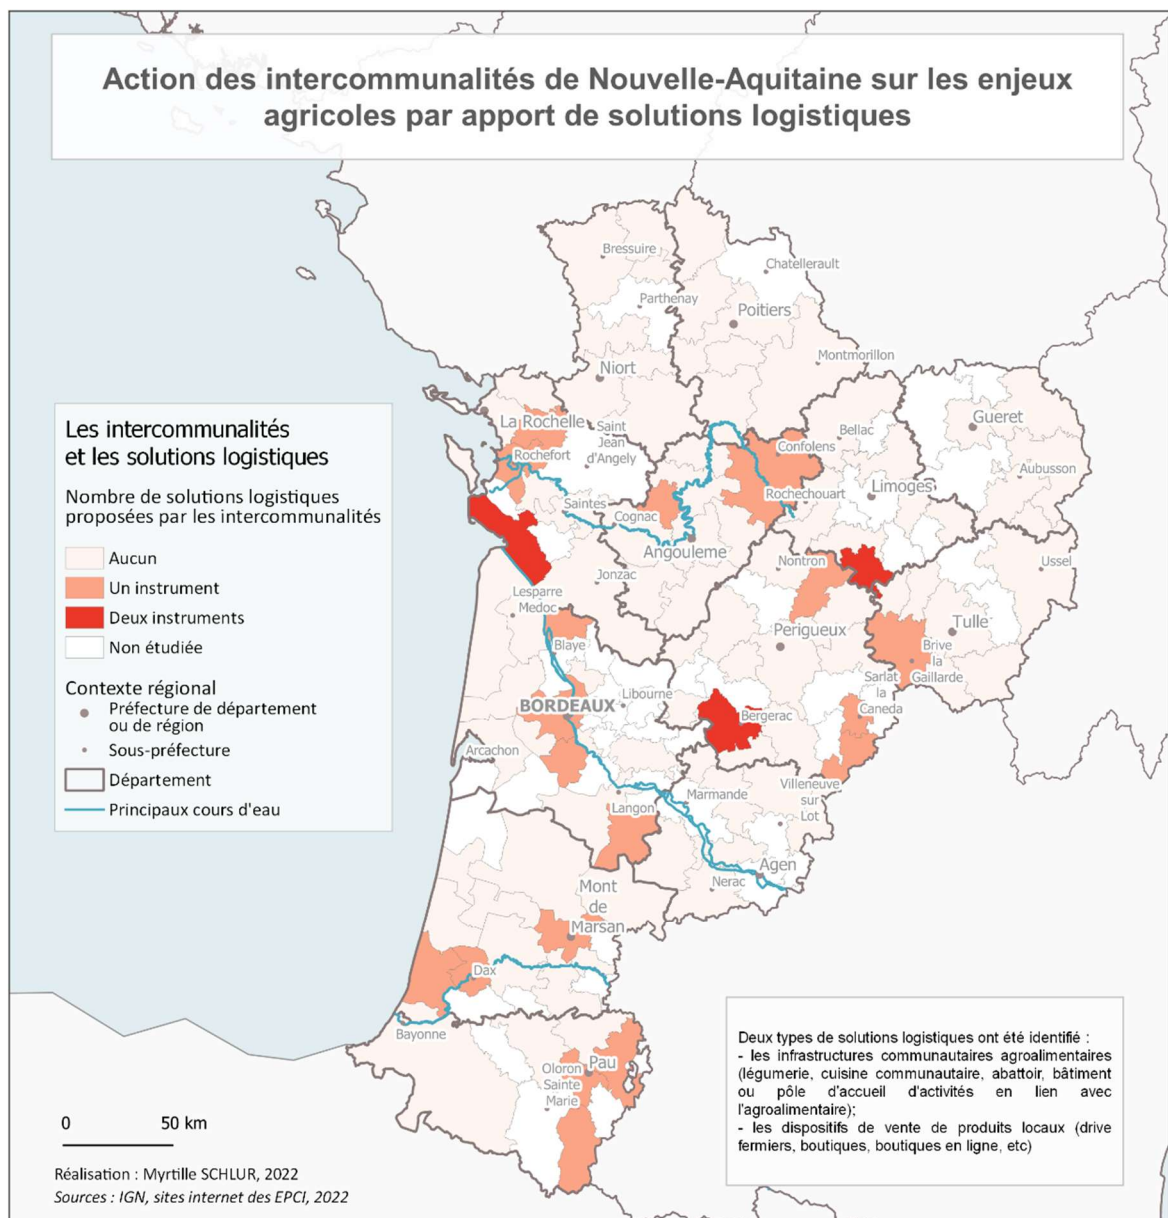 Action des intercommunalités de Nouvelle-Aquitaine sur les enjeux
agricoles par apport de solutions logistiques
Bressuire
Chatellerault
Parthenay
Poitiers
Montmorillon
Niort
La Rochelle
Saint
Jean
d'Angely
Rochefort
Confolens
Bellac
Gueret
Aubusson
Rochechouart
Limoges
Saintes
Cognac
Angouleme
Nontron
Ussel
Jonzac
Lesparre
Medoc
Perigueux
Tulle
Brive
la
Gaillarde
Blaye
Sarlat
la
Caneda
Libourne
BORDEAUX
Bergerac
Arcachon
Villeneuve
sur
Lot
Marmande
Langon
Agen
Nerac
Mont
de
Marsan
Dax
Bayonne
Pau
Oloron
Sainte
Marie
Les intercommunalités
et les solutions logistiques
Nombre de solutions logistiques
proposées par les intercommunalités
Aucun
Un instrument
Deux instruments
Non étudiée
Contexte régional
Préfecture de département
ou de région
Sous-préfecture
Département
Principaux cours d'eau
0 50 km
Réalisation : Myrtille SCHLUR, 2022
Sources : IGN, sites internet des EPCI, 2022
Deux types de solutions logistiques ont été identifié :
- les infrastructures communautaires agroalimentaires
(légumerie, cuisine communautaire, abattoir, bâtiment
ou pôle d'accueil d'activités en lien avec
l'agroalimentaire);
- les dispositifs de vente de produits locaux (drive
fermiers, boutiques, boutiques en ligne, etc)